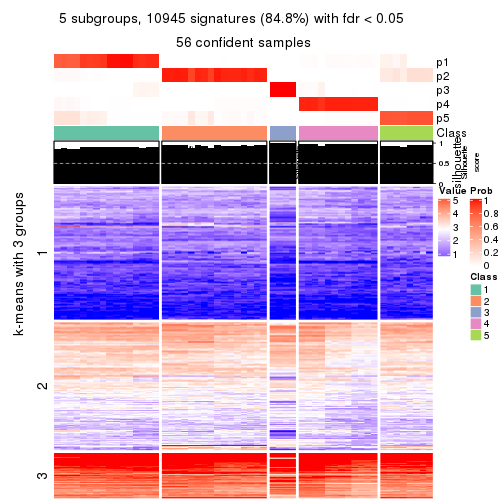 5 subgroups, 10945 signatures (84.8%) with fdr < 0.05
56 confident samples
p1
p2
p3
p4
p5
Class
1
0.5
0
silhouette
Silhouette
score
k-means with 3 groups
1
2
3
Value
5
4
3
2
1
Prob
1
0.8
0.6
0.4
0.2
0
Class
1
2
3
4
5